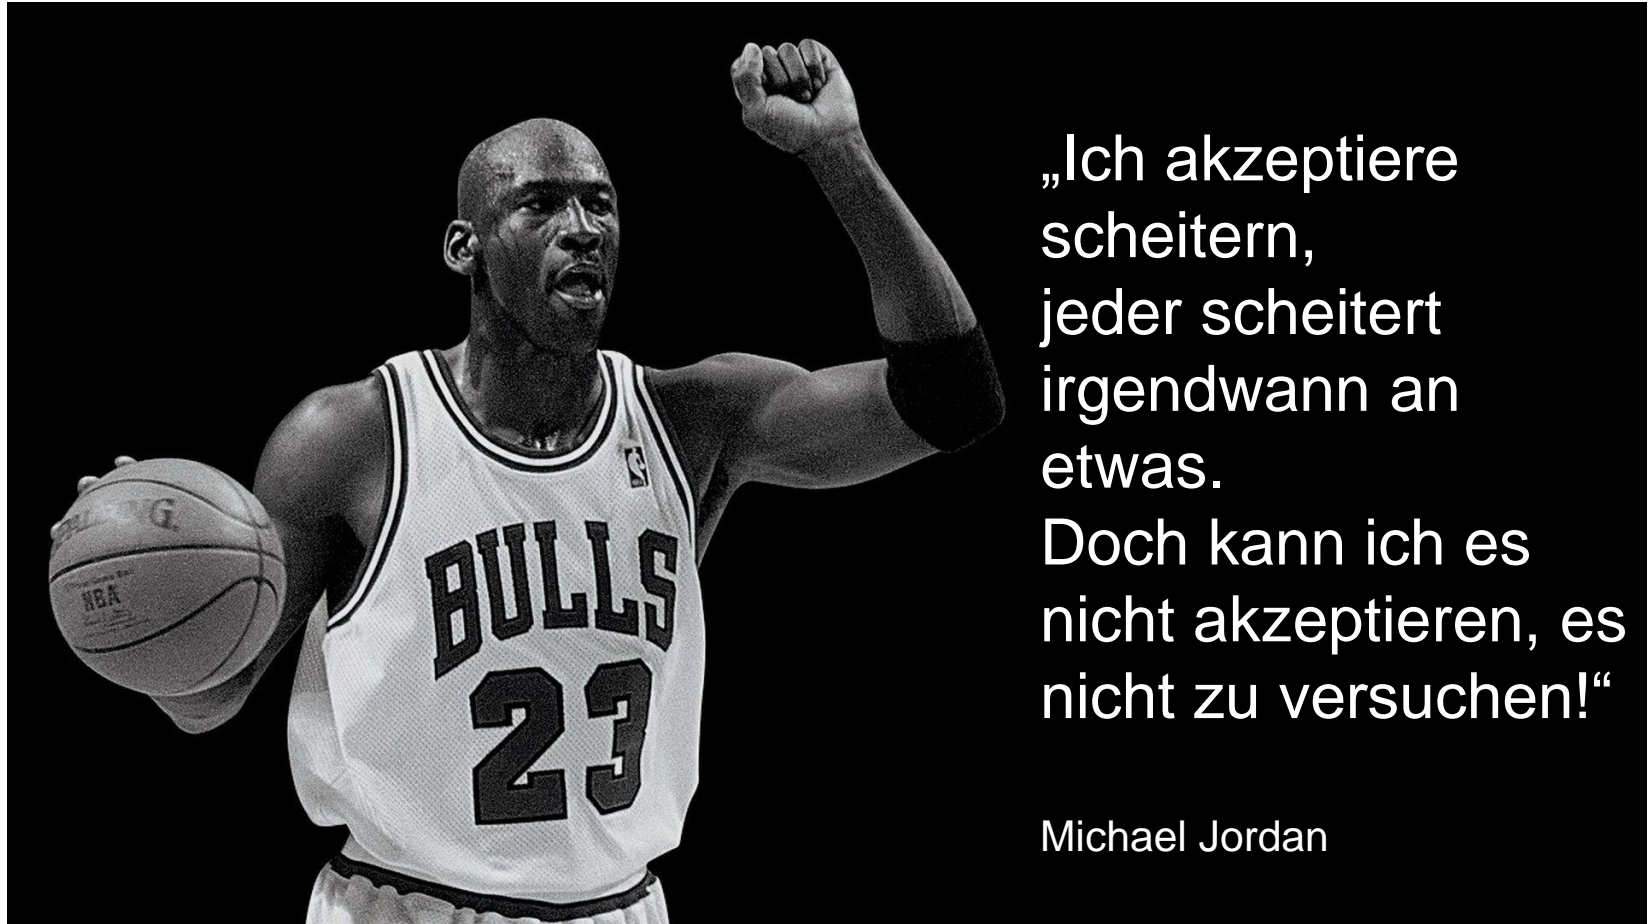 „Ich akzeptiere
scheitern,
jeder scheitert
irgendwann an
etwas.
Doch kann ich es
nicht akzeptieren, es
nicht zu versuchen!“
Michael Jordan
BULLS
23
NBA